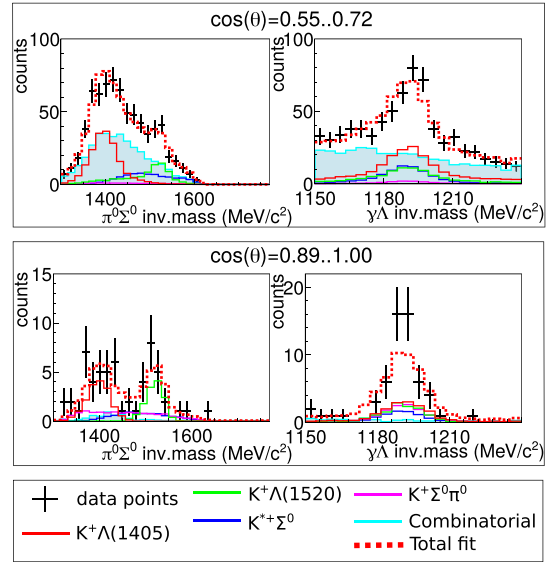 cos(θ)=0.55..0.72
counts
100
50
0
1400
1600
π⁰Σ⁰ inv.mass (MeV/c²)
counts
100
50
0
1150
1180
1210
γΛ inv.mass (MeV/c²)
cos(θ)=0.89..1.00
counts
15
10
5
0
1400
1600
π⁰Σ⁰ inv.mass (MeV/c²)
counts
20
10
0
1150
1180
1210
γΛ inv.mass (MeV/c²)
data points
K⁺Λ(1520)
K⁺Σ⁰π⁰
K⁺Λ(1405)
K*⁺Σ⁰
Combinatorial
Total fit